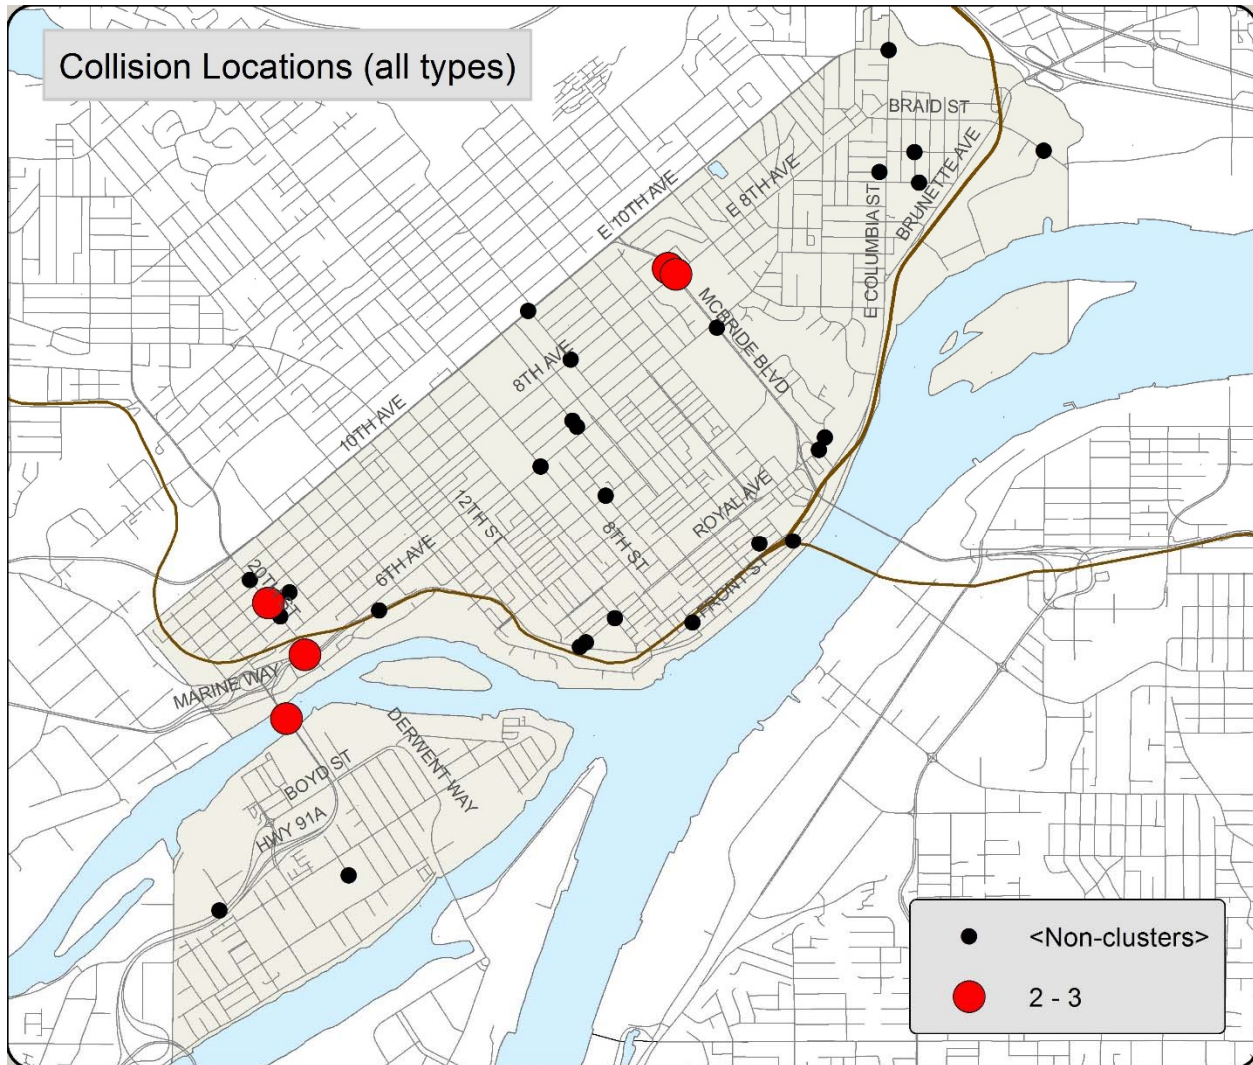 Collision Locations (all types)
BRAID ST
E 10TH AVE
E 8TH AVE
E COLUMBIA ST
BRUNETTE AVE
MCBRIDE BLVD
8TH AVE
10TH AVE
12TH ST
8TH ST
ROYAL AVE
6TH AVE
FRONT ST
MARINE WAY
DERWENT WAY
BOYD ST
HWY 91A
<Non-clusters>
2 - 3